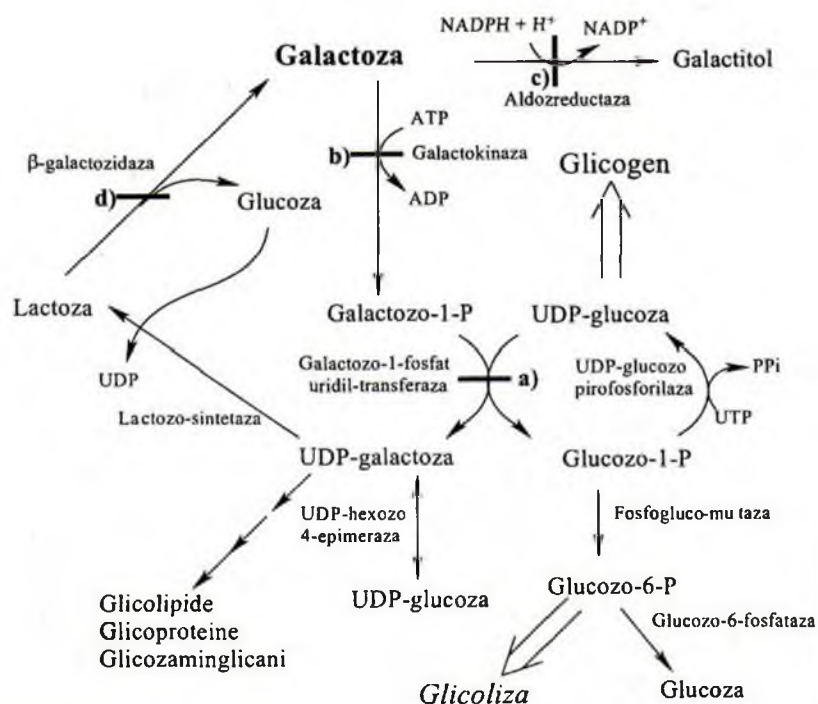 NADPH + H⁺
NADP⁺
Galactoza
Galactitol
c)
Aldozreductaza
ATP
b)
Galactokinaza
ADP
β-galactozidaza
d)
Glucoza
Glicogen
Lactoza
Galactozo-1-P
UDP-glucoza
UDP
Galactozo-1-fosfat
uridil-transferaza
a)
UDP-glucozo
pirofosforilaza
PPi
UTP
Lactozo-sintetaza
UDP-galactoza
Glucozo-1-P
UDP-hexozo
4-epimeraza
Fosfogluco-mutaza
Glicolipide
Glicoproteine
Glicozaminglicani
UDP-glucoza
Glucozo-6-P
Glucozo-6-fosfataza
Glicoliza
Glucoza